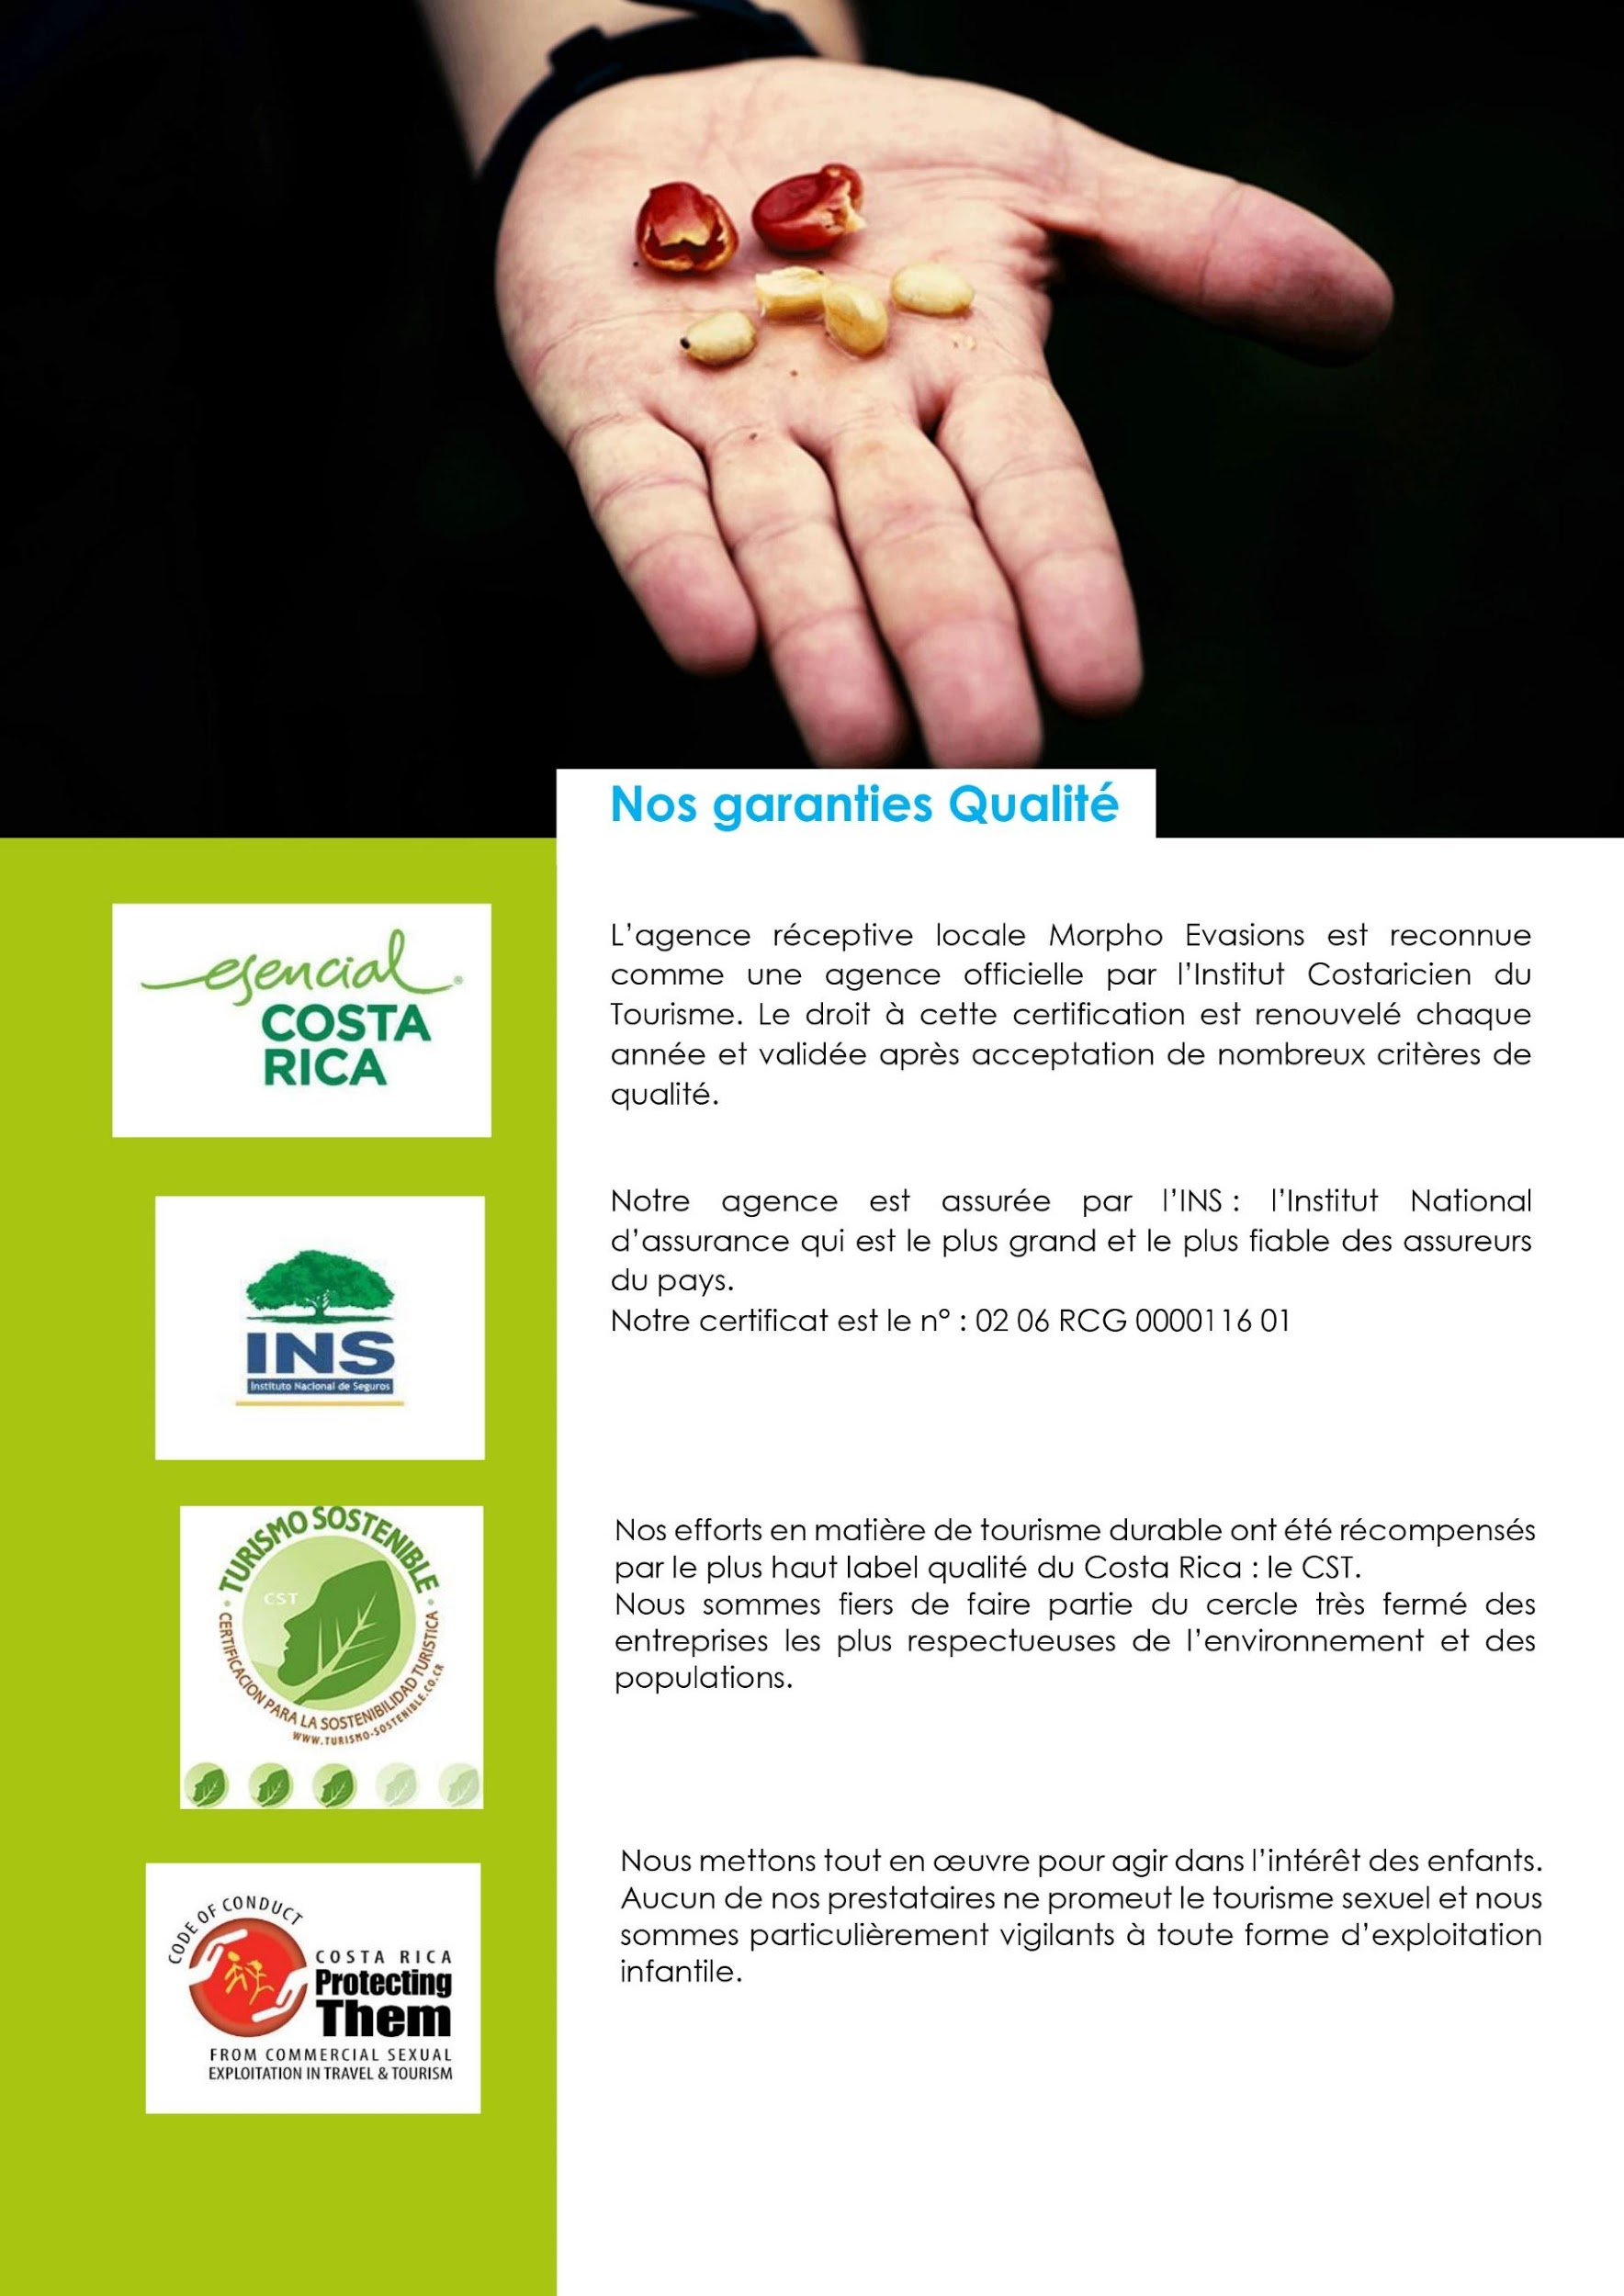 Nos garanties Qualité
esencial
COSTA
RICA
L'agence réceptive locale Morpho Evasions est reconnue
comme une agence officielle par l'Institut Costaricien du
Tourisme. Le droit à cette certification est renouvelé chaque
année et validée après acceptation de nombreux critères de
qualité.
INS
Instituto Nacional de Seguros
Notre agence est assurée par l'INS : l'Institut National
d'assurance qui est le plus grand et le plus fiable des assureurs
du pays.
Notre certificat est le n° : 02 06 RCG 0000116 01
TURISMO SOSTENIBLE
CST
CERTIFICACION PARA LA SOSTENIBILIDAD TURISTICA
WWW.TURISMO-SOSTENIBLE.CO.CR
Nos efforts en matière de tourisme durable ont été récompensés
par le plus haut label qualité du Costa Rica : le CST.
Nous sommes fiers de faire partie du cercle très fermé des
entreprises les plus respectueuses de l'environnement et des
populations.
CODE OF CONDUCT
COSTA RICA
Protecting
Them
FROM COMMERCIAL SEXUAL
EXPLOITATION IN TRAVEL & TOURISM
Nous mettons tout en œuvre pour agir dans l'intérêt des enfants.
Aucun de nos prestataires ne promeut le tourisme sexuel et nous
sommes particulièrement vigilants à toute forme d'exploitation
infantile.